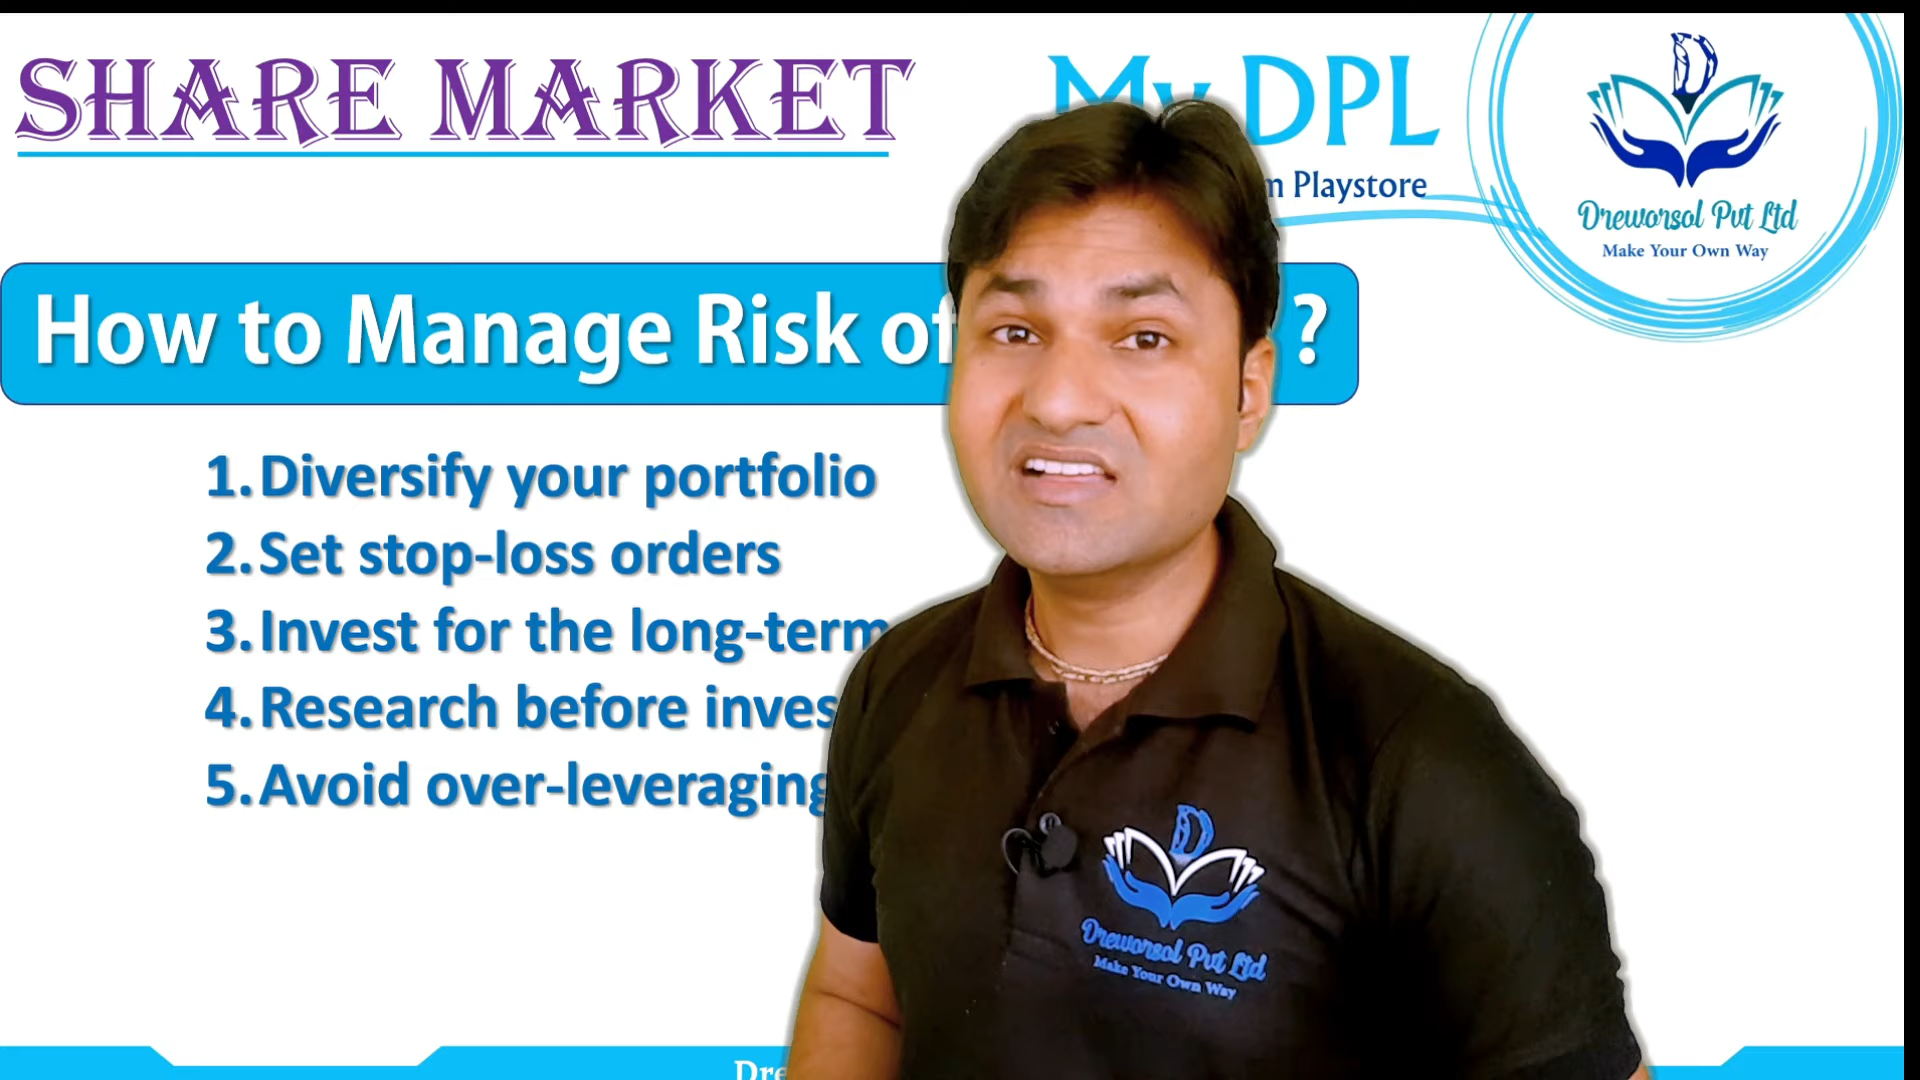 SHARE MARKET
My DPL
Playstore
Dreworsol Pvt Ltd
Make Your Own Way
How to Manage Risk of ?
1. Diversify your portfolio
2. Set stop-loss orders
3. Invest for the long-term
4. Research before
5. Avoid over-leveraging
D
Dreworsol Pvt Ltd
Make Your Own Way